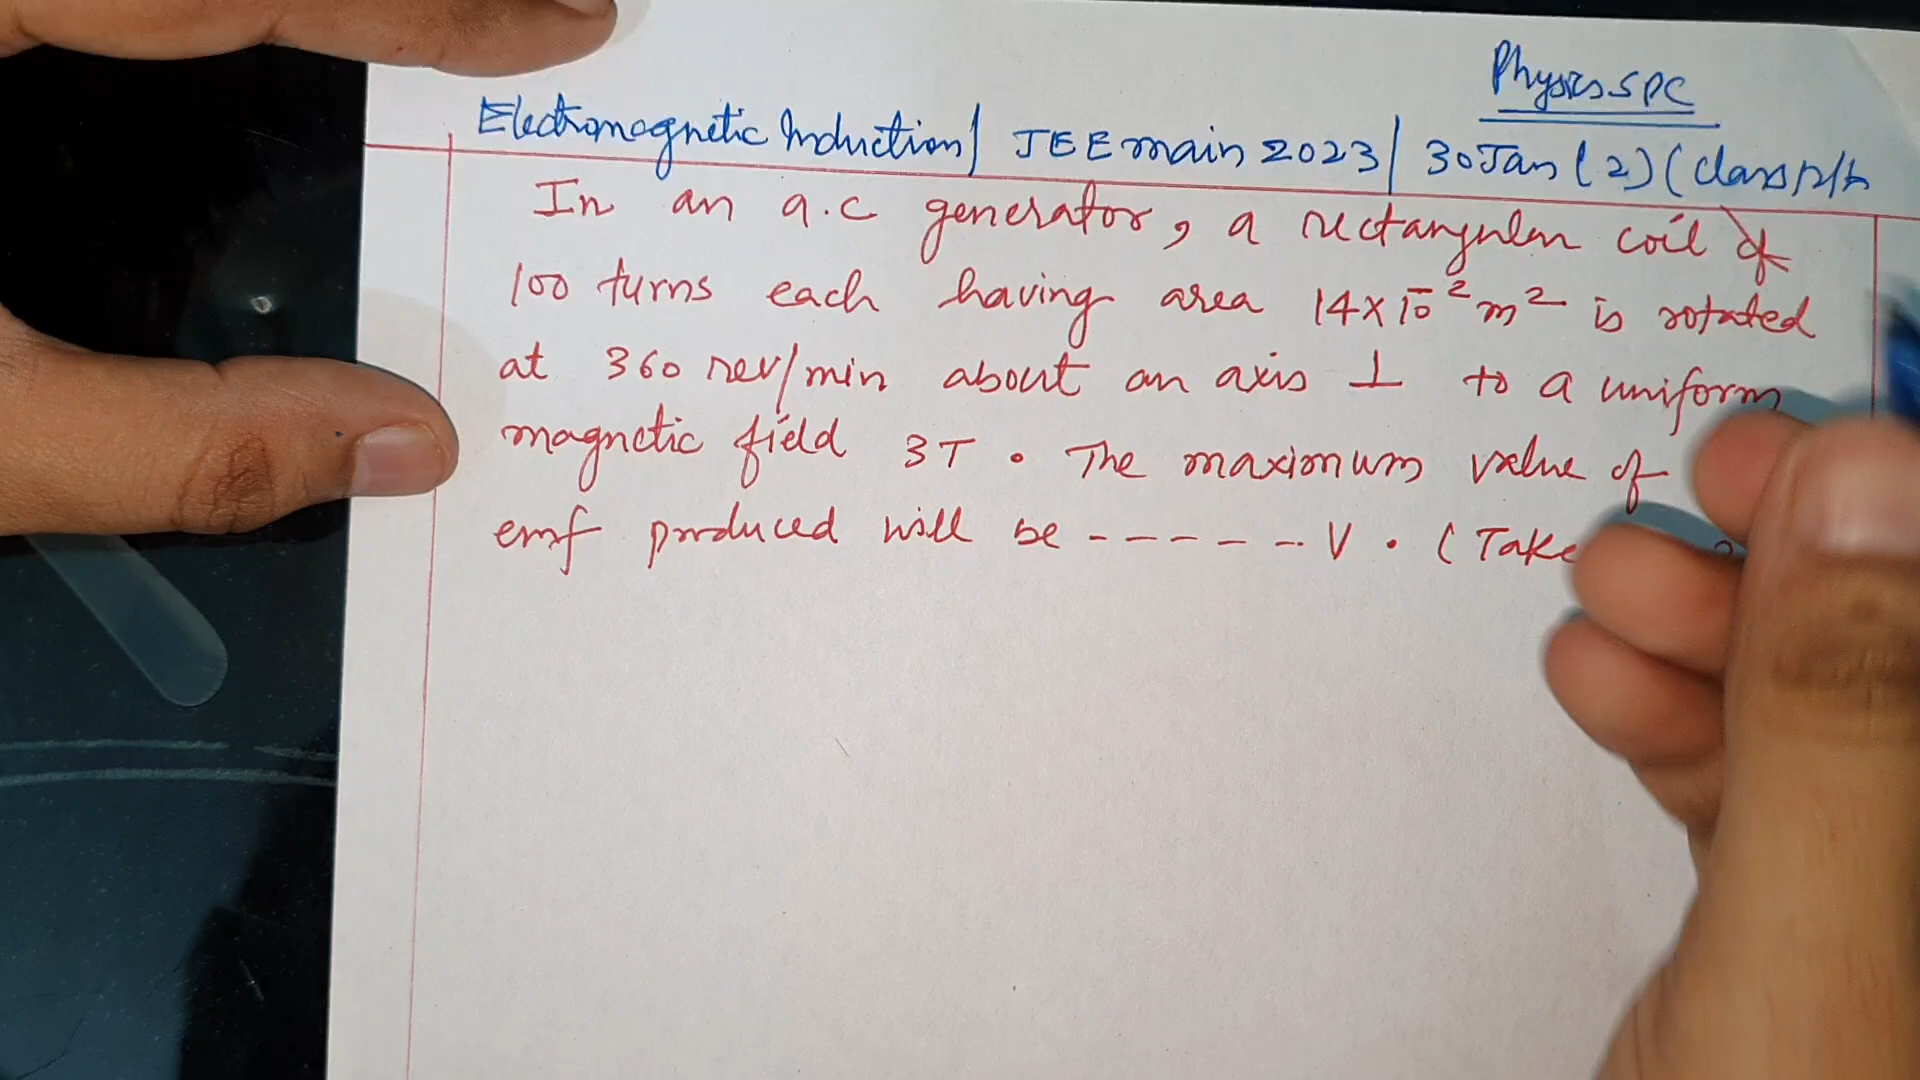 Physics SPC
Electromagnetic Induction | JEE main 2023 | 30 Jan (2) (Class 12th
In an a.c generator, a rectangular coil of
100 turns each having area 14×10⁻² m² is rotated
at 360 rev/min about an axis ⊥ to a uniform
magnetic field 3T. The maximum value of
emf produced will be ------ V. (Take